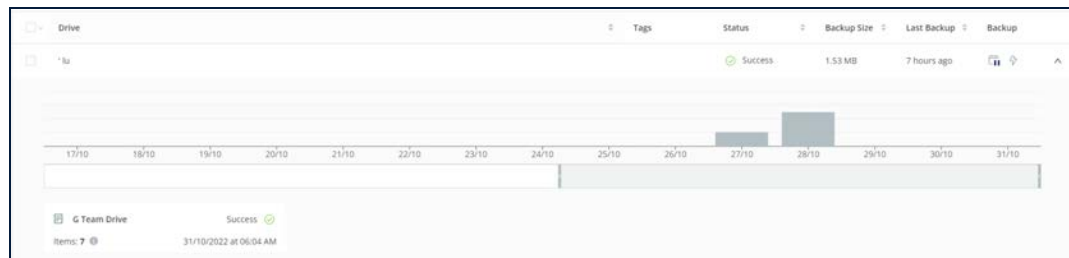 Drive Tags Status Backup Size Last Backup Backup
' lu Success 1.53 MB 7 hours ago
17/10 18/10 19/10 20/10 21/10 22/10 23/10 24/10 25/10 26/10 27/10 28/10 29/10 30/10 31/10
G Team Drive Success
Items: 7 31/10/2022 at 06:04 AM